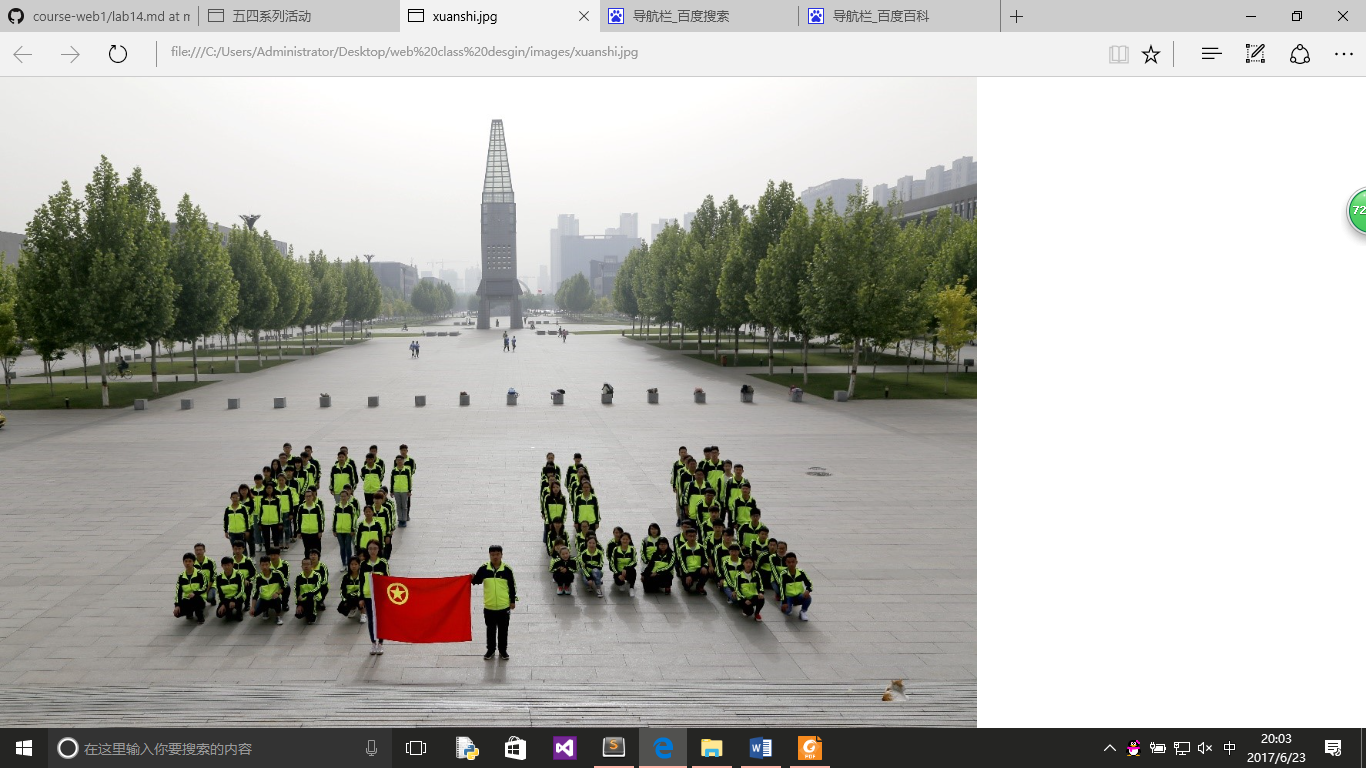 course-web1/lab14.md at m
五四系列活动
xuanshi.jpg
导航栏_百度搜索
导航栏_百度百科
file:///C:/Users/Administrator/Desktop/web%20class%20desgin/images/xuanshi.jpg
72
在这里输入你要搜索的内容
中
20:03
2017/6/23